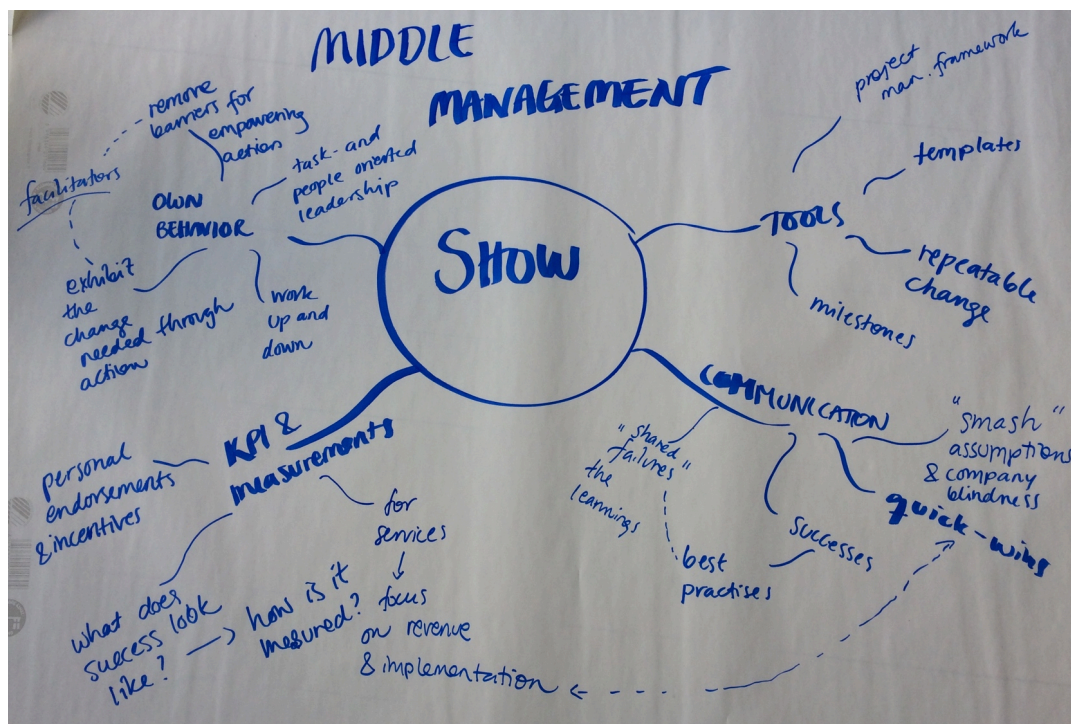 MIDDLE
MANAGEMENT
SHOW
OWN
BEHAVIOR
remove
barriers for
empowering
action
facilitators
task- and
people oriented
leadership
exhibit
the
change
needed through
action
work
up and
down
TOOLS
project
man. framework
templates
repeatable
change
milestones
KPI &
measurements
personal
endorsements
& incentives
what does
success look
like?
how is it
mesured?
for
services
focus
on revenue
& implementation
COMMUNICATION
"shared
failures"
the
learnings
best
practises
successes
quick-wins
"smash"
assumptions
& company
blindness